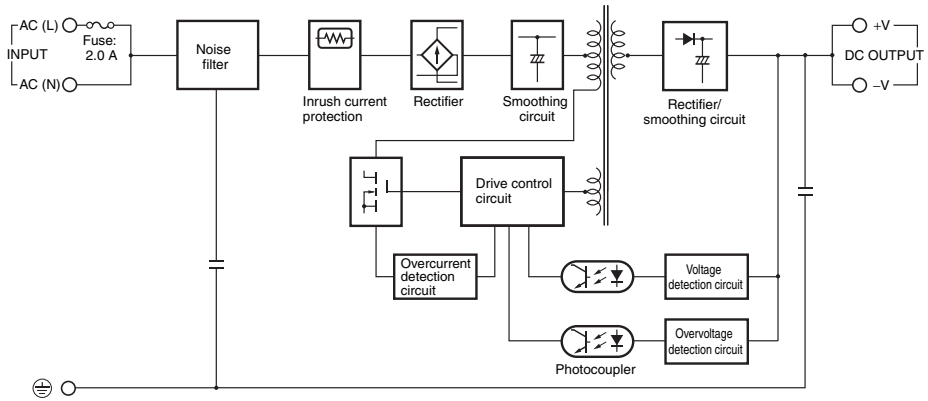 AC (L)
INPUT
AC (N)
Fuse:
2.0 A
Noise
filter
Inrush current
protection
Rectifier
Smoothing
circuit
Rectifier/
smoothing circuit
+V
DC OUTPUT
−V
Drive control
circuit
Overcurrent
detection
circuit
Voltage
detection circuit
Overvoltage
detection circuit
Photocoupler